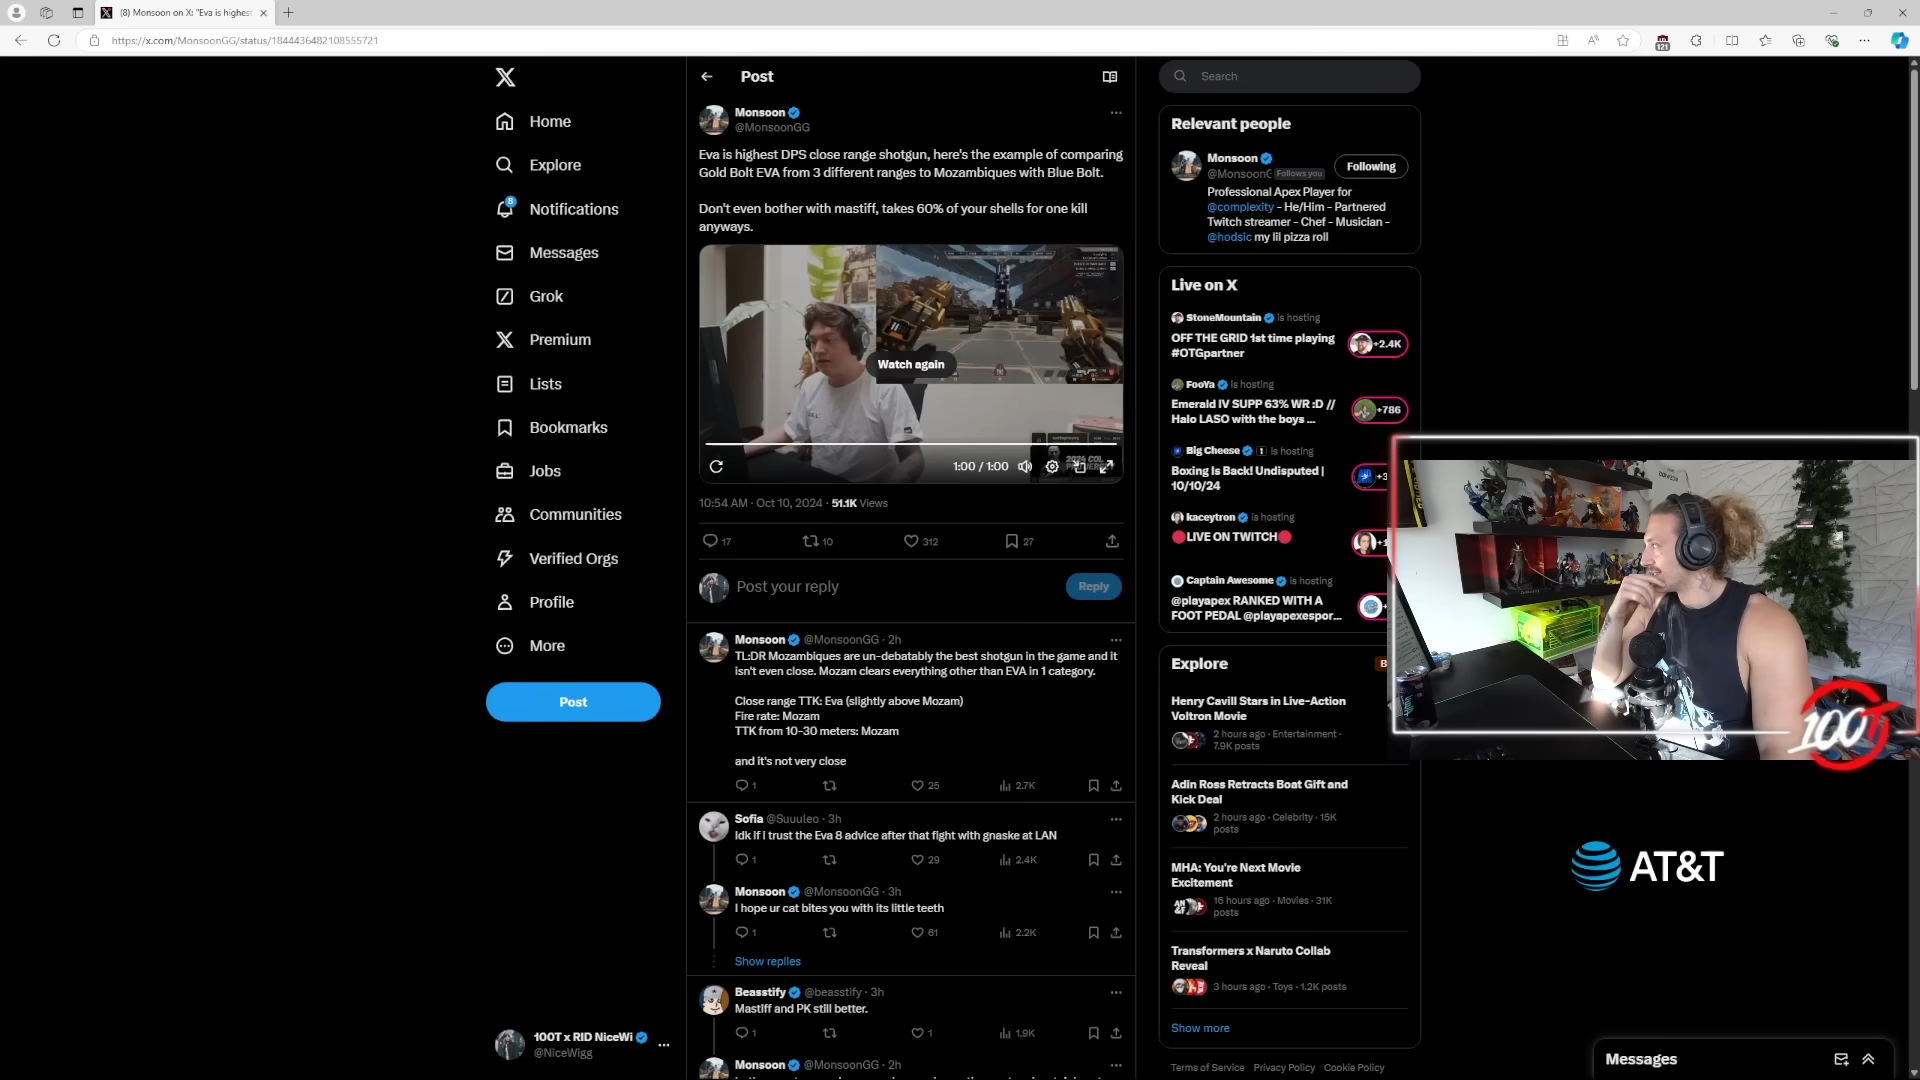 (8) Monsoon on X: "Eva is highest
https://x.com/MonsoonGG/status/1844436482108555721
121
Home
Explore
8
Notifications
Messages
Grok
Premium
Lists
Bookmarks
Jobs
Communities
Verified Orgs
Profile
More
Post
100T x RID NiceWi
@NiceWigg
Post
Monsoon
@MonsoonGG
Eva is highest DPS close range shotgun, here's the example of comparing
Gold Bolt EVA from 3 different ranges to Mozambiques with Blue Bolt.
Don't even bother with mastiff, takes 60% of your shells for one kill
anyways.
Watch again
1:00 / 1:00
10:54 AM · Oct 10, 2024 · 51.1K Views
17
10
312
27
Post your reply
Reply
Monsoon @MonsoonGG · 2h
TL:DR Mozambiques are un-debatably the best shotgun in the game and it
isn't even close. Mozam clears everything other than EVA in 1 category.
Close range TTK: Eva (slightly above Mozam)
Fire rate: Mozam
TTK from 10-30 meters: Mozam
and it's not very close
1
25
2.7K
Sofia @Suuuleo · 3h
Idk if i trust the Eva 8 advice after that fight with gnaske at LAN
1
29
2.4K
Monsoon @MonsoonGG · 3h
I hope ur cat bites you with its little teeth
1
61
2.2K
Show replies
Beasstify @beasstify · 3h
Mastiff and PK still better.
1
1
1.9K
Monsoon @MonsoonGG · 2h
Search
Relevant people
Monsoon
@MonsoonG Follows you
Following
Professional Apex Player for
@complexity - He/Him - Partnered
Twitch streamer - Chef - Musician -
@hodsic my lil pizza roll
Live on X
StoneMountain is hosting
OFF THE GRID 1st time playing
#OTGpartner
+2.4K
FooYa is hosting
Emerald IV SUPP 63% WR :D //
Halo LASO with the boys ...
+786
Big Cheese 1 is hosting
Boxing Is Back! Undisputed |
10/10/24
+3
kaceytron is hosting
🔴LIVE ON TWITCH🔴
+1
Captain Awesome is hosting
@playapex RANKED WITH A
FOOT PEDAL @playapexespor...
Explore
B
Henry Cavill Stars in Live-Action
Voltron Movie
2 hours ago · Entertainment ·
7.9K posts
Adin Ross Retracts Boat Gift and
Kick Deal
2 hours ago · Celebrity · 15K
posts
MHA: You're Next Movie
Excitement
16 hours ago · Movies · 31K
posts
Transformers x Naruto Collab
Reveal
3 hours ago · Toys · 1.2K posts
Show more
Terms of Service Privacy Policy Cookie Policy
100T
AT&T
Messages